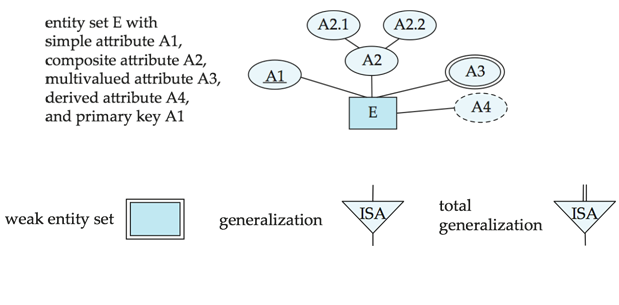 entity set E with
simple attribute A1,
composite attribute A2,
multivalued attribute A3,
derived attribute A4,
and primary key A1
A2.1
A2.2
A2
A1
A3
A4
E
weak entity set
generalization
ISA
total
generalization
ISA